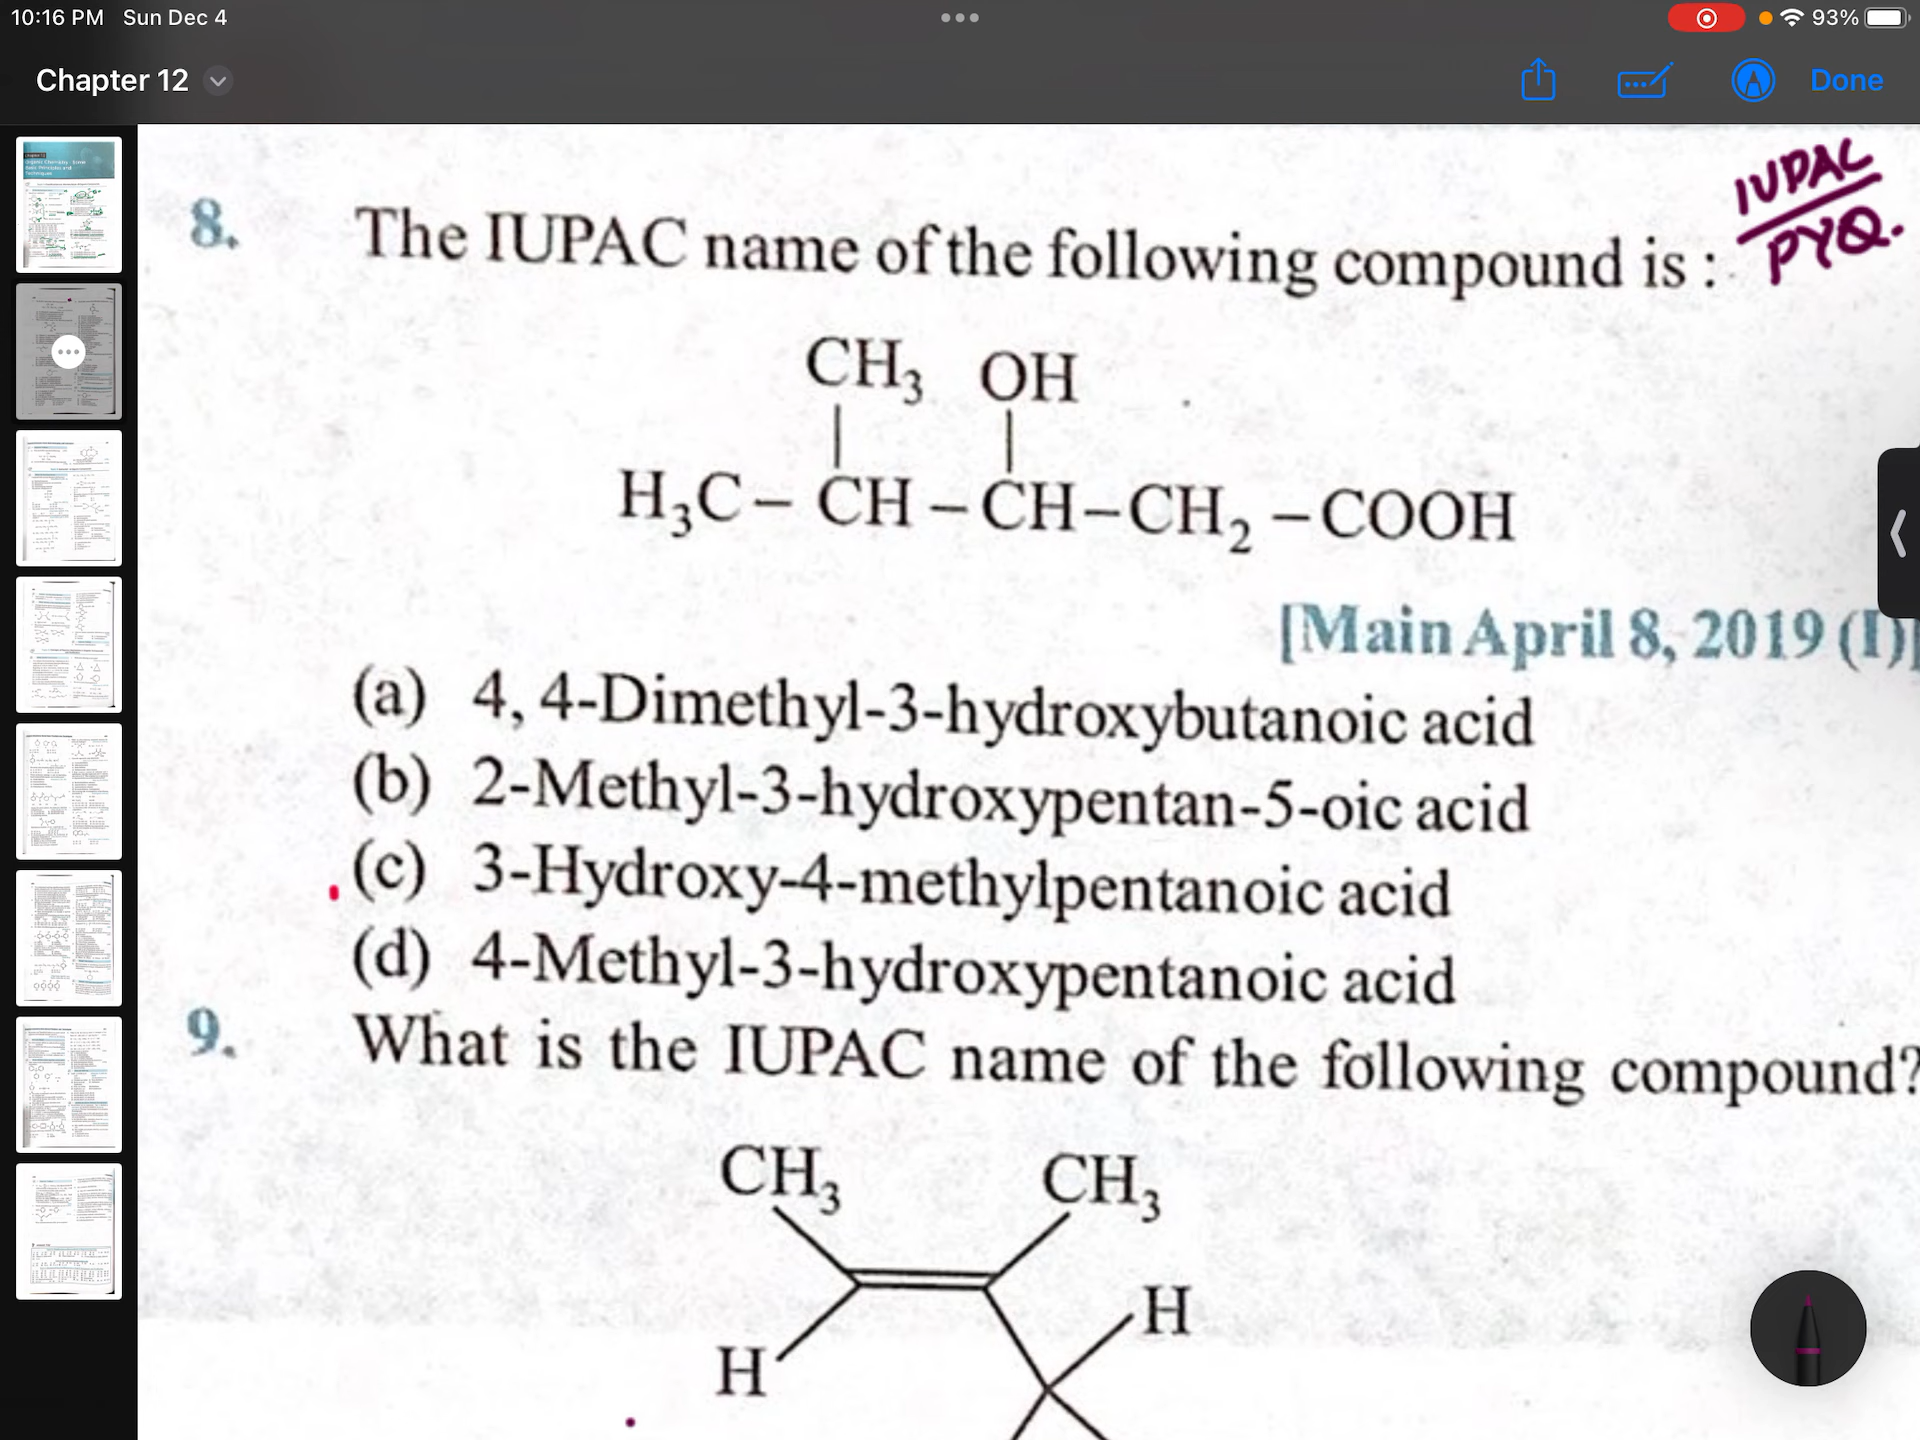 10:16 PM Sun Dec 4
93%
Chapter 12
Done
IUPAC
PYQ.
8. The IUPAC name of the following compound is :
CH₃ OH
H₃C – CH – CH–CH₂ –COOH
[Main April 8, 2019 (I)]
(a) 4, 4-Dimethyl-3-hydroxybutanoic acid
(b) 2-Methyl-3-hydroxypentan-5-oic acid
(c) 3-Hydroxy-4-methylpentanoic acid
(d) 4-Methyl-3-hydroxypentanoic acid
9. What is the IUPAC name of the following compound?
CH₃ CH₃
H
H